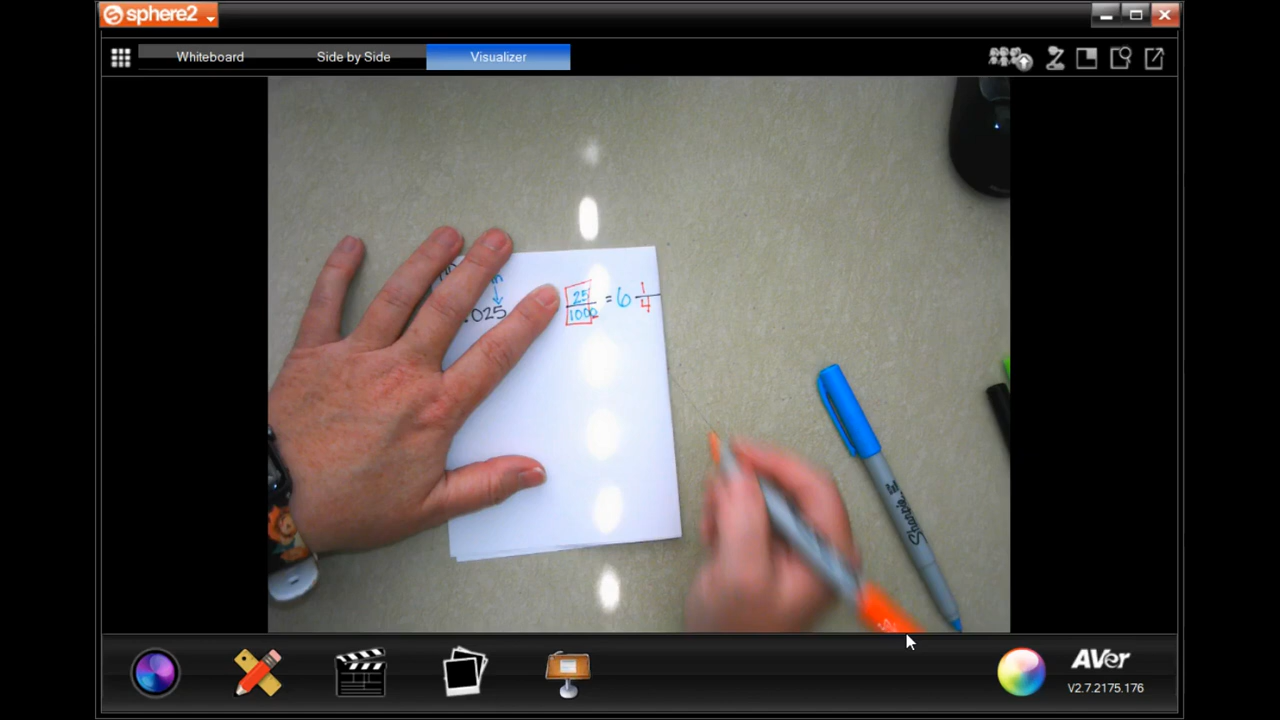 sphere2
Whiteboard Side by Side Visualizer
25
1000 = 6 1
4
.025
Sharpie
AVer
V2.7.2175.176